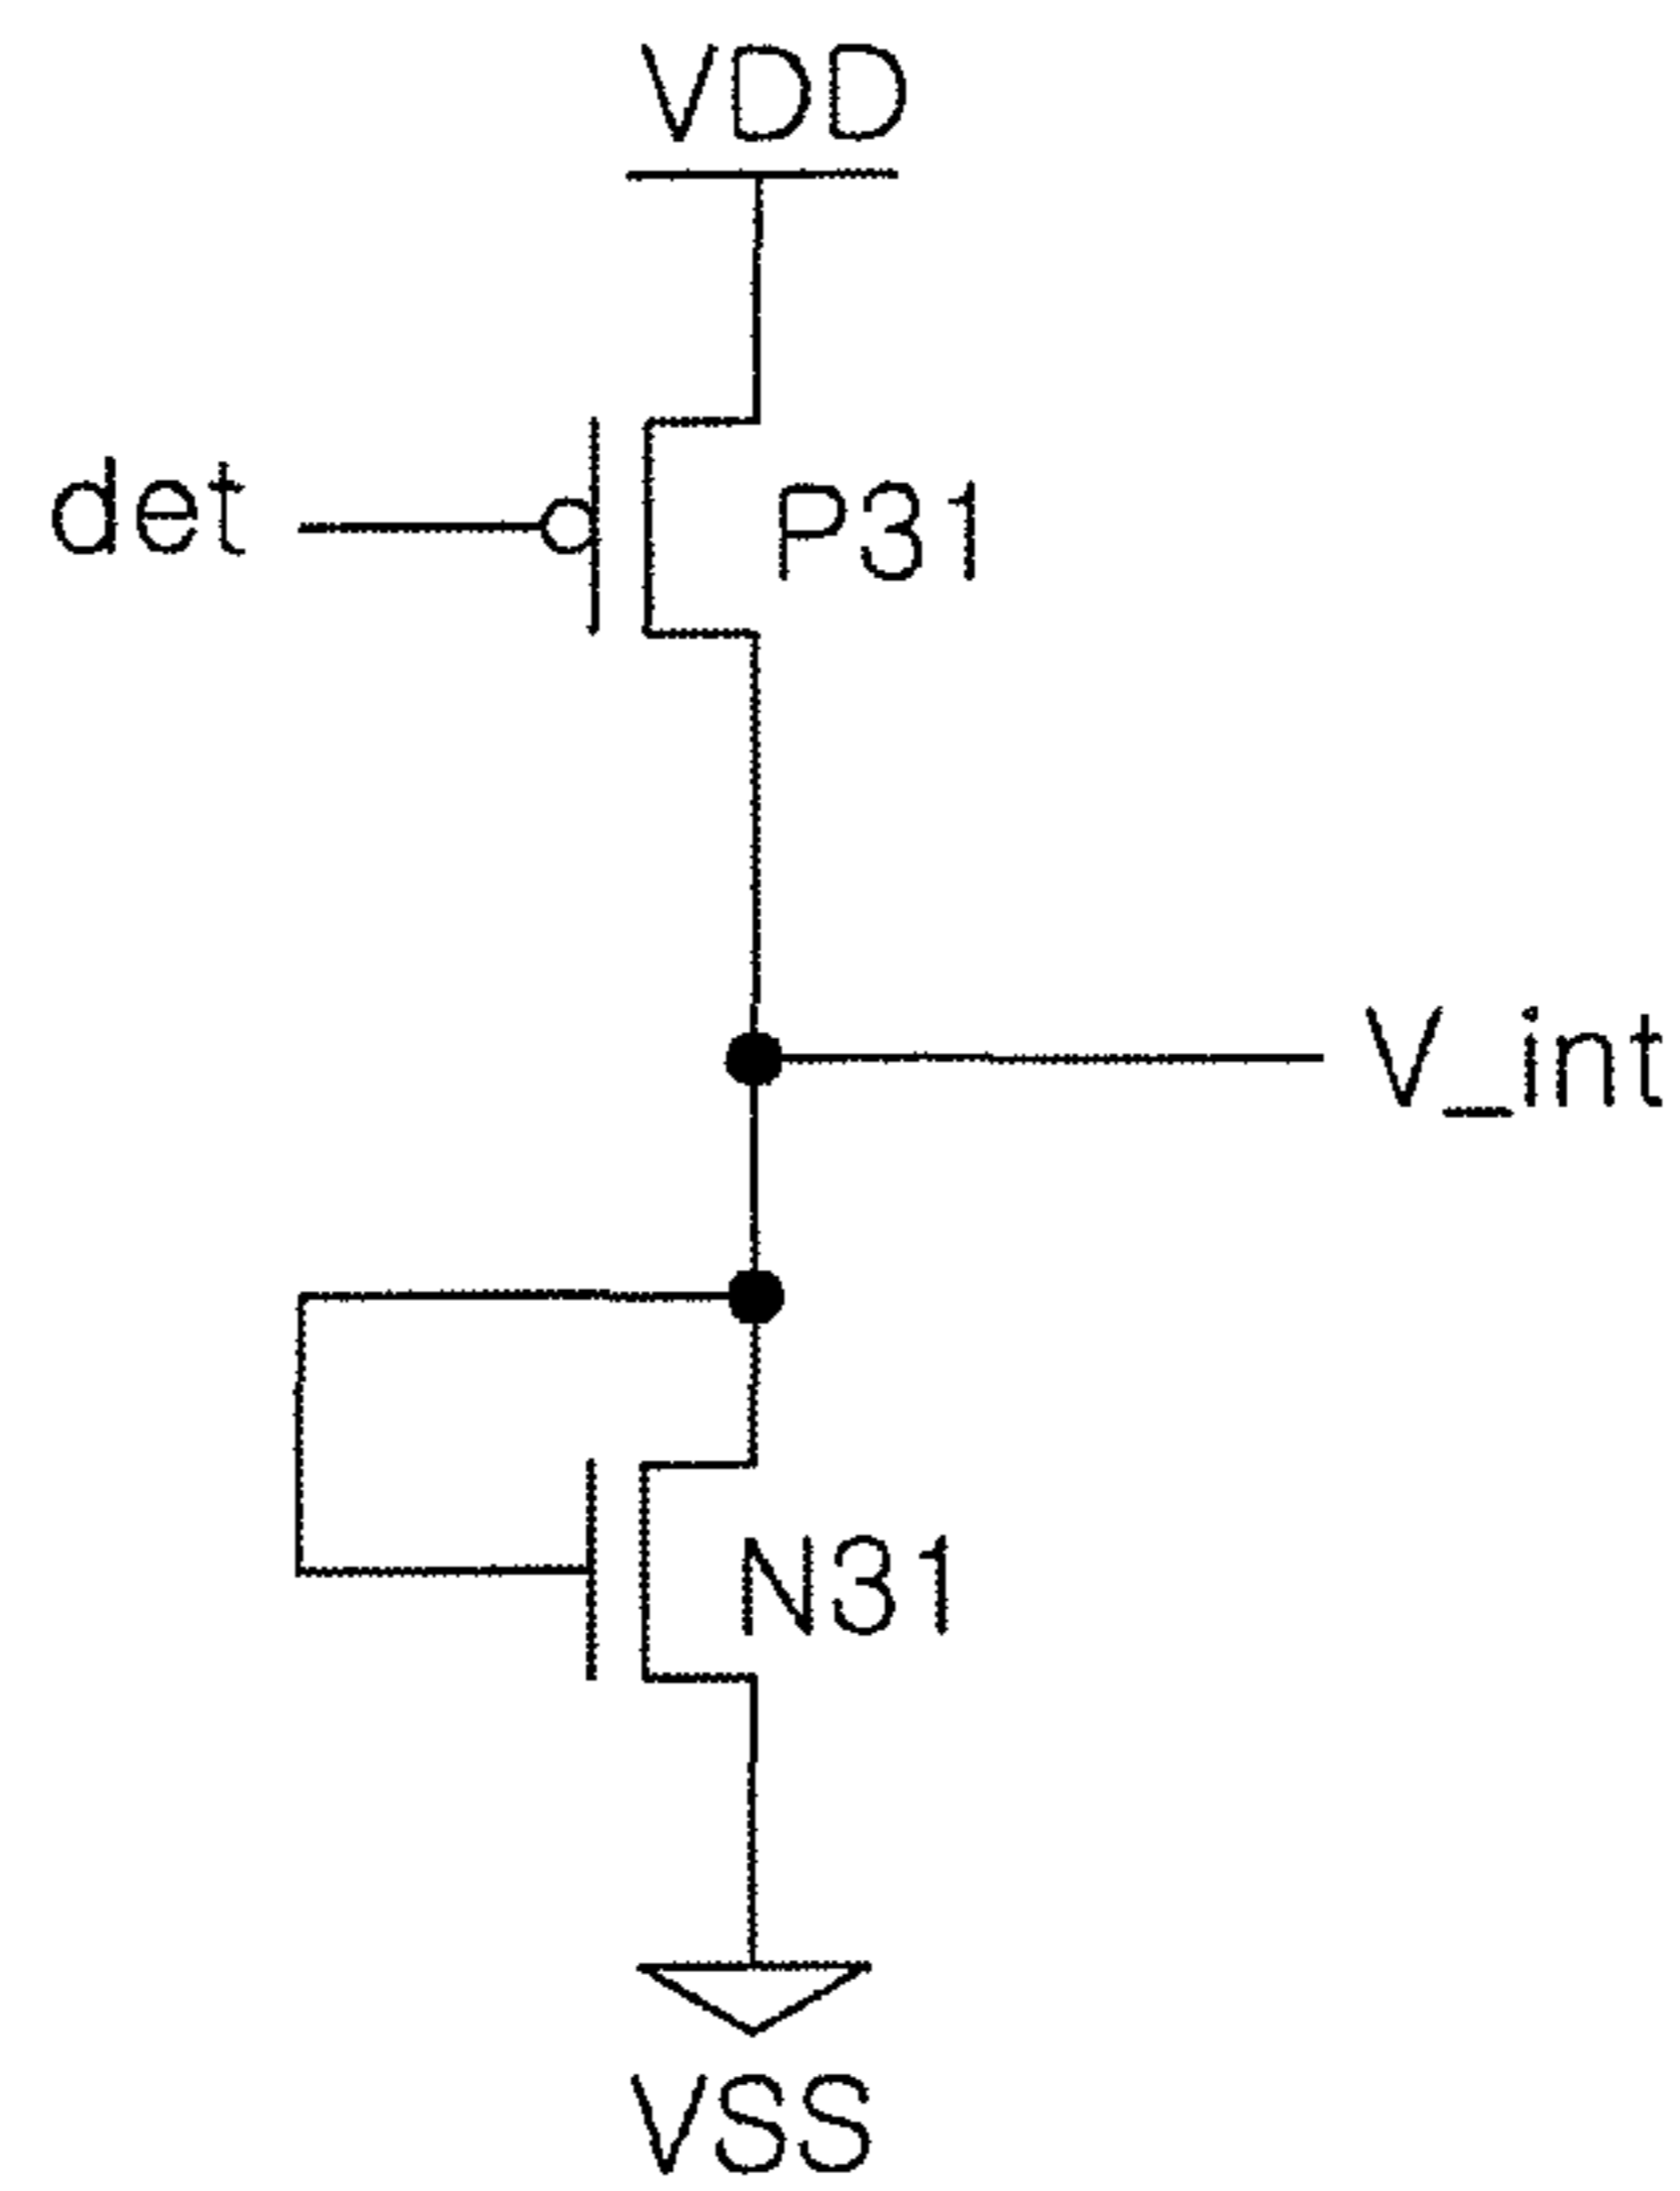 VDD
det
P31
V_int
N31
VSS